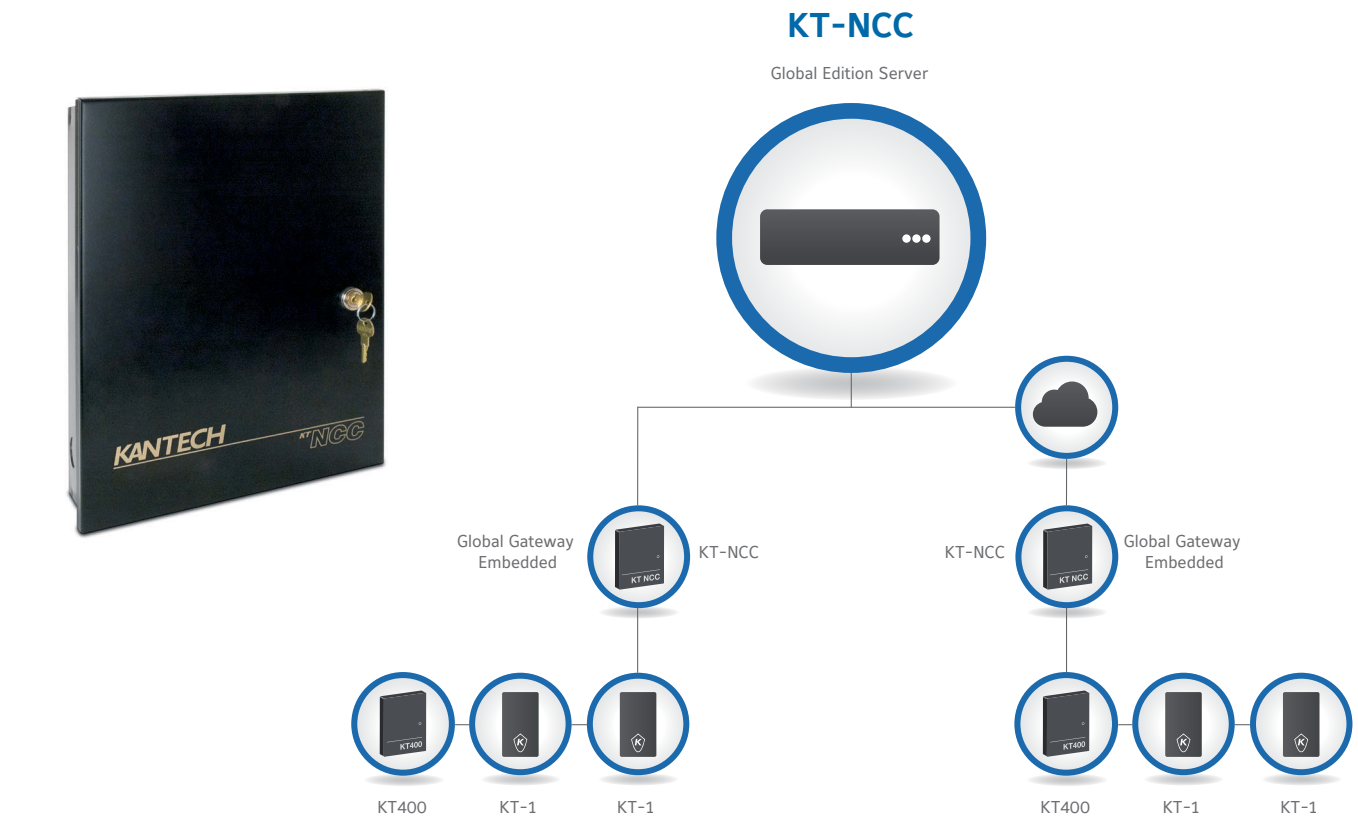 KT-NCC
Global Edition Server
KANTECH KT NCC
Global Gateway
Embedded
KT NCC
KT-NCC
KT-NCC
KT NCC
Global Gateway
Embedded
KT400
K
K
KT400
K
K
KT400
KT-1
KT-1
KT400
KT-1
KT-1